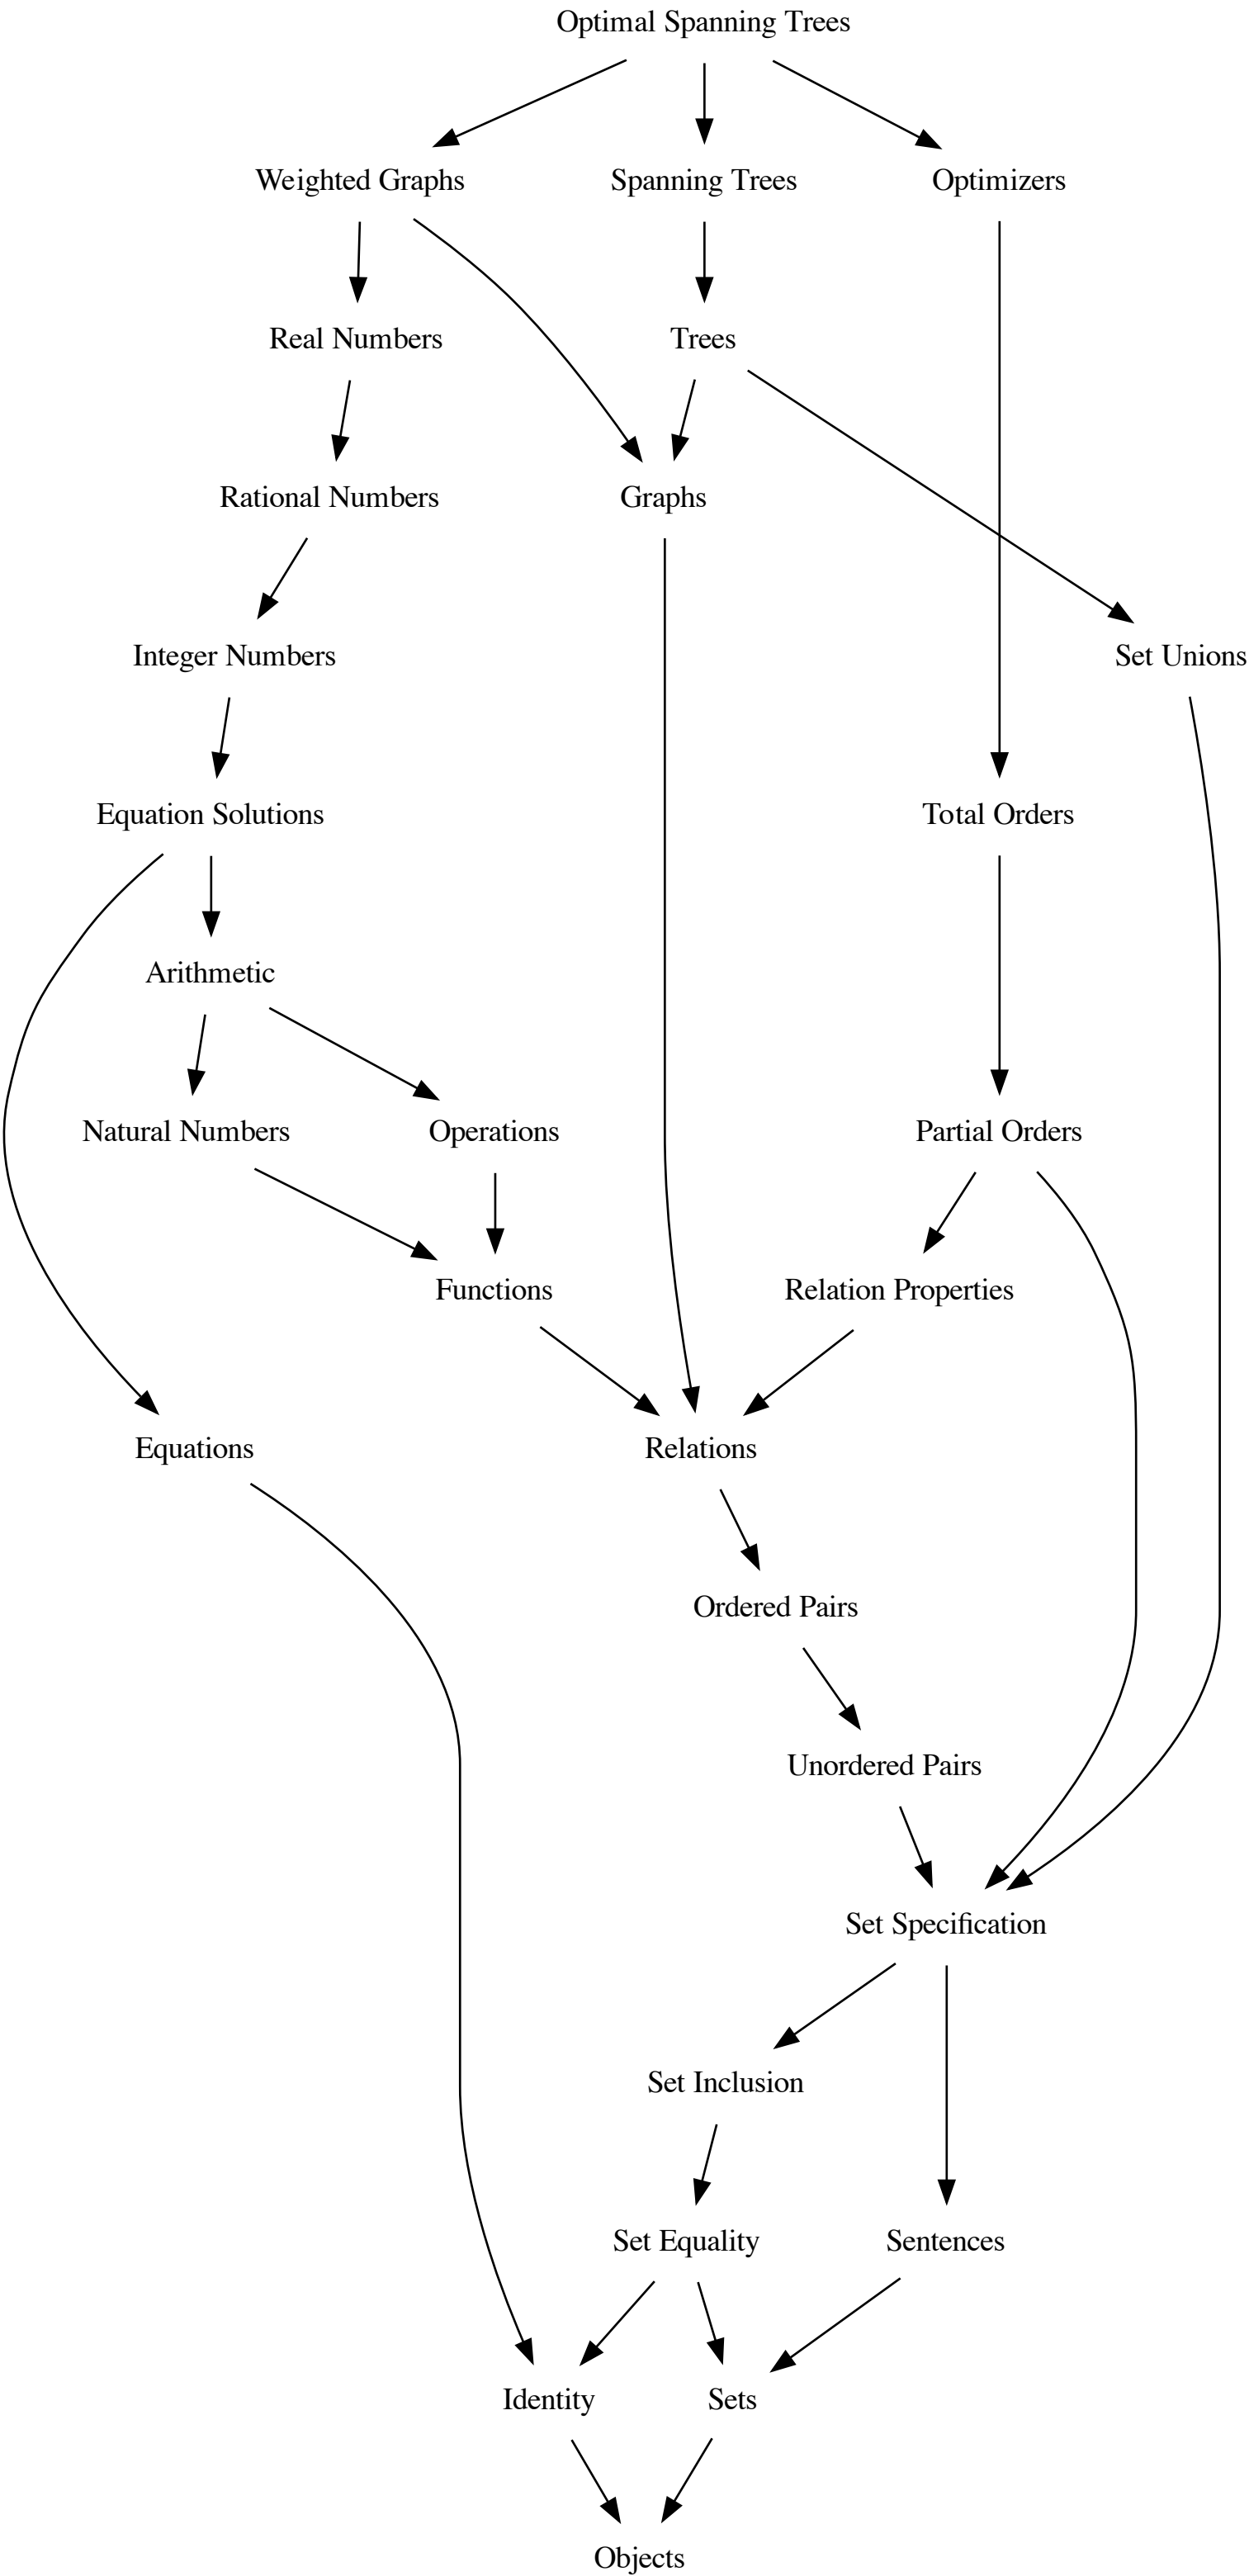 Optimal Spanning Trees
Weighted Graphs
Spanning Trees
Optimizers
Real Numbers
Trees
Rational Numbers
Graphs
Integer Numbers
Set Unions
Equation Solutions
Total Orders
Arithmetic
Natural Numbers
Operations
Partial Orders
Functions
Relation Properties
Equations
Relations
Ordered Pairs
Unordered Pairs
Set Specification
Set Inclusion
Set Equality
Sentences
Identity
Sets
Objects